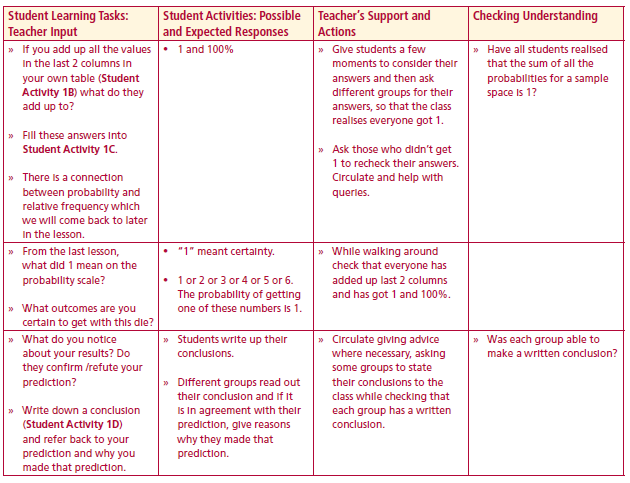 Student Learning Tasks:
Teacher Input
Student Activities: Possible
and Expected Responses
Teacher's Support and
Actions
Checking Understanding
» If you add up all the values
in the last 2 columns in
your own table (Student
Activity 1B) what do they
add up to?
» Fill these answers into
Student Activity 1C.
» There is a connection
between probability and
relative frequency which
we will come back to later
in the lesson.
• 1 and 100%
» Give students a few
moments to consider their
answers and then ask
different groups for their
answers, so that the class
realises everyone got 1.
» Ask those who didn't get
1 to recheck their answers.
Circulate and help with
queries.
» Have all students realised
that the sum of all the
probabilities for a sample
space is 1?
» From the last lesson,
what did 1 mean on the
probability scale?
» What outcomes are you
certain to get with this die?
• "1" meant certainty.
• 1 or 2 or 3 or 4 or 5 or 6.
The probability of getting
one of these numbers is 1.
» While walking around
check that everyone has
added up last 2 columns
and has got 1 and 100%.
» What do you notice
about your results? Do
they confirm /refute your
prediction?
» Write down a conclusion
(Student Activity 1D)
and refer back to your
prediction and why you
made that prediction.
» Students write up their
conclusions.
» Different groups read out
their conclusion and if it
is in agreement with their
prediction, give reasons
why they made that
prediction.
» Circulate giving advice
where necessary, asking
some groups to state
their conclusions to the
class while checking that
each group has a written
conclusion.
» Was each group able to
make a written conclusion?